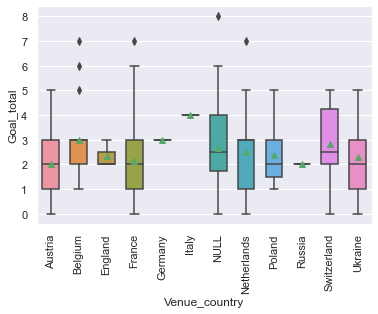 Goal_total
8
7
6
5
4
3
2
1
0
Austria
Belgium
England
France
Germany
Italy
NULL
Netherlands
Poland
Russia
Switzerland
Ukraine
Venue_country